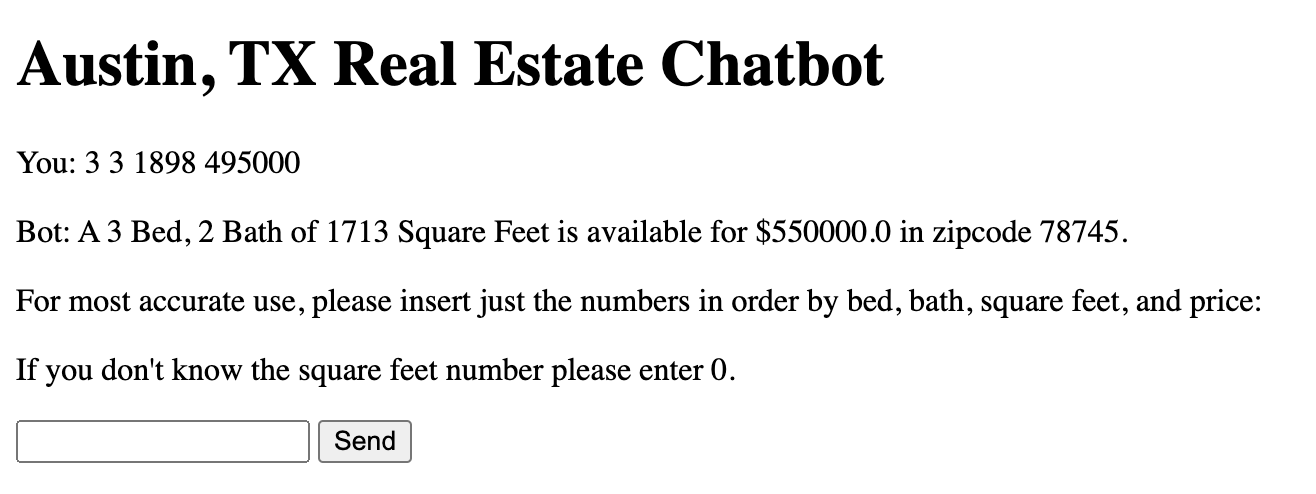 Austin, TX Real Estate Chatbot
You: 3 3 1898 495000
Bot: A 3 Bed, 2 Bath of 1713 Square Feet is available for $550000.0 in zipcode 78745.
For most accurate use, please insert just the numbers in order by bed, bath, square feet, and price:
If you don't know the square feet number please enter 0.
Send